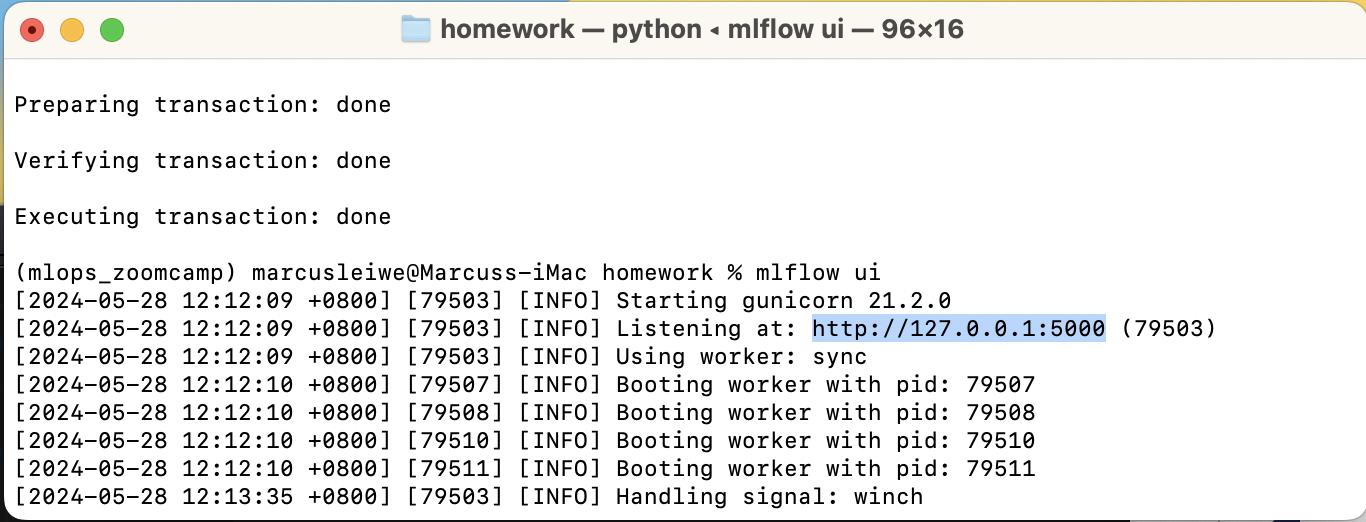 homework — python ◂ mlflow ui — 96×16
Preparing transaction: done
Verifying transaction: done
Executing transaction: done
(mlops_zoomcamp) marcusleiwe@Marcuss-iMac homework % mlflow ui
[2024-05-28 12:12:09 +0800] [79503] [INFO] Starting gunicorn 21.2.0
[2024-05-28 12:12:09 +0800] [79503] [INFO] Listening at: http://127.0.0.1:5000 (79503)
[2024-05-28 12:12:09 +0800] [79503] [INFO] Using worker: sync
[2024-05-28 12:12:10 +0800] [79507] [INFO] Booting worker with pid: 79507
[2024-05-28 12:12:10 +0800] [79508] [INFO] Booting worker with pid: 79508
[2024-05-28 12:12:10 +0800] [79510] [INFO] Booting worker with pid: 79510
[2024-05-28 12:12:10 +0800] [79511] [INFO] Booting worker with pid: 79511
[2024-05-28 12:13:35 +0800] [79503] [INFO] Handling signal: winch